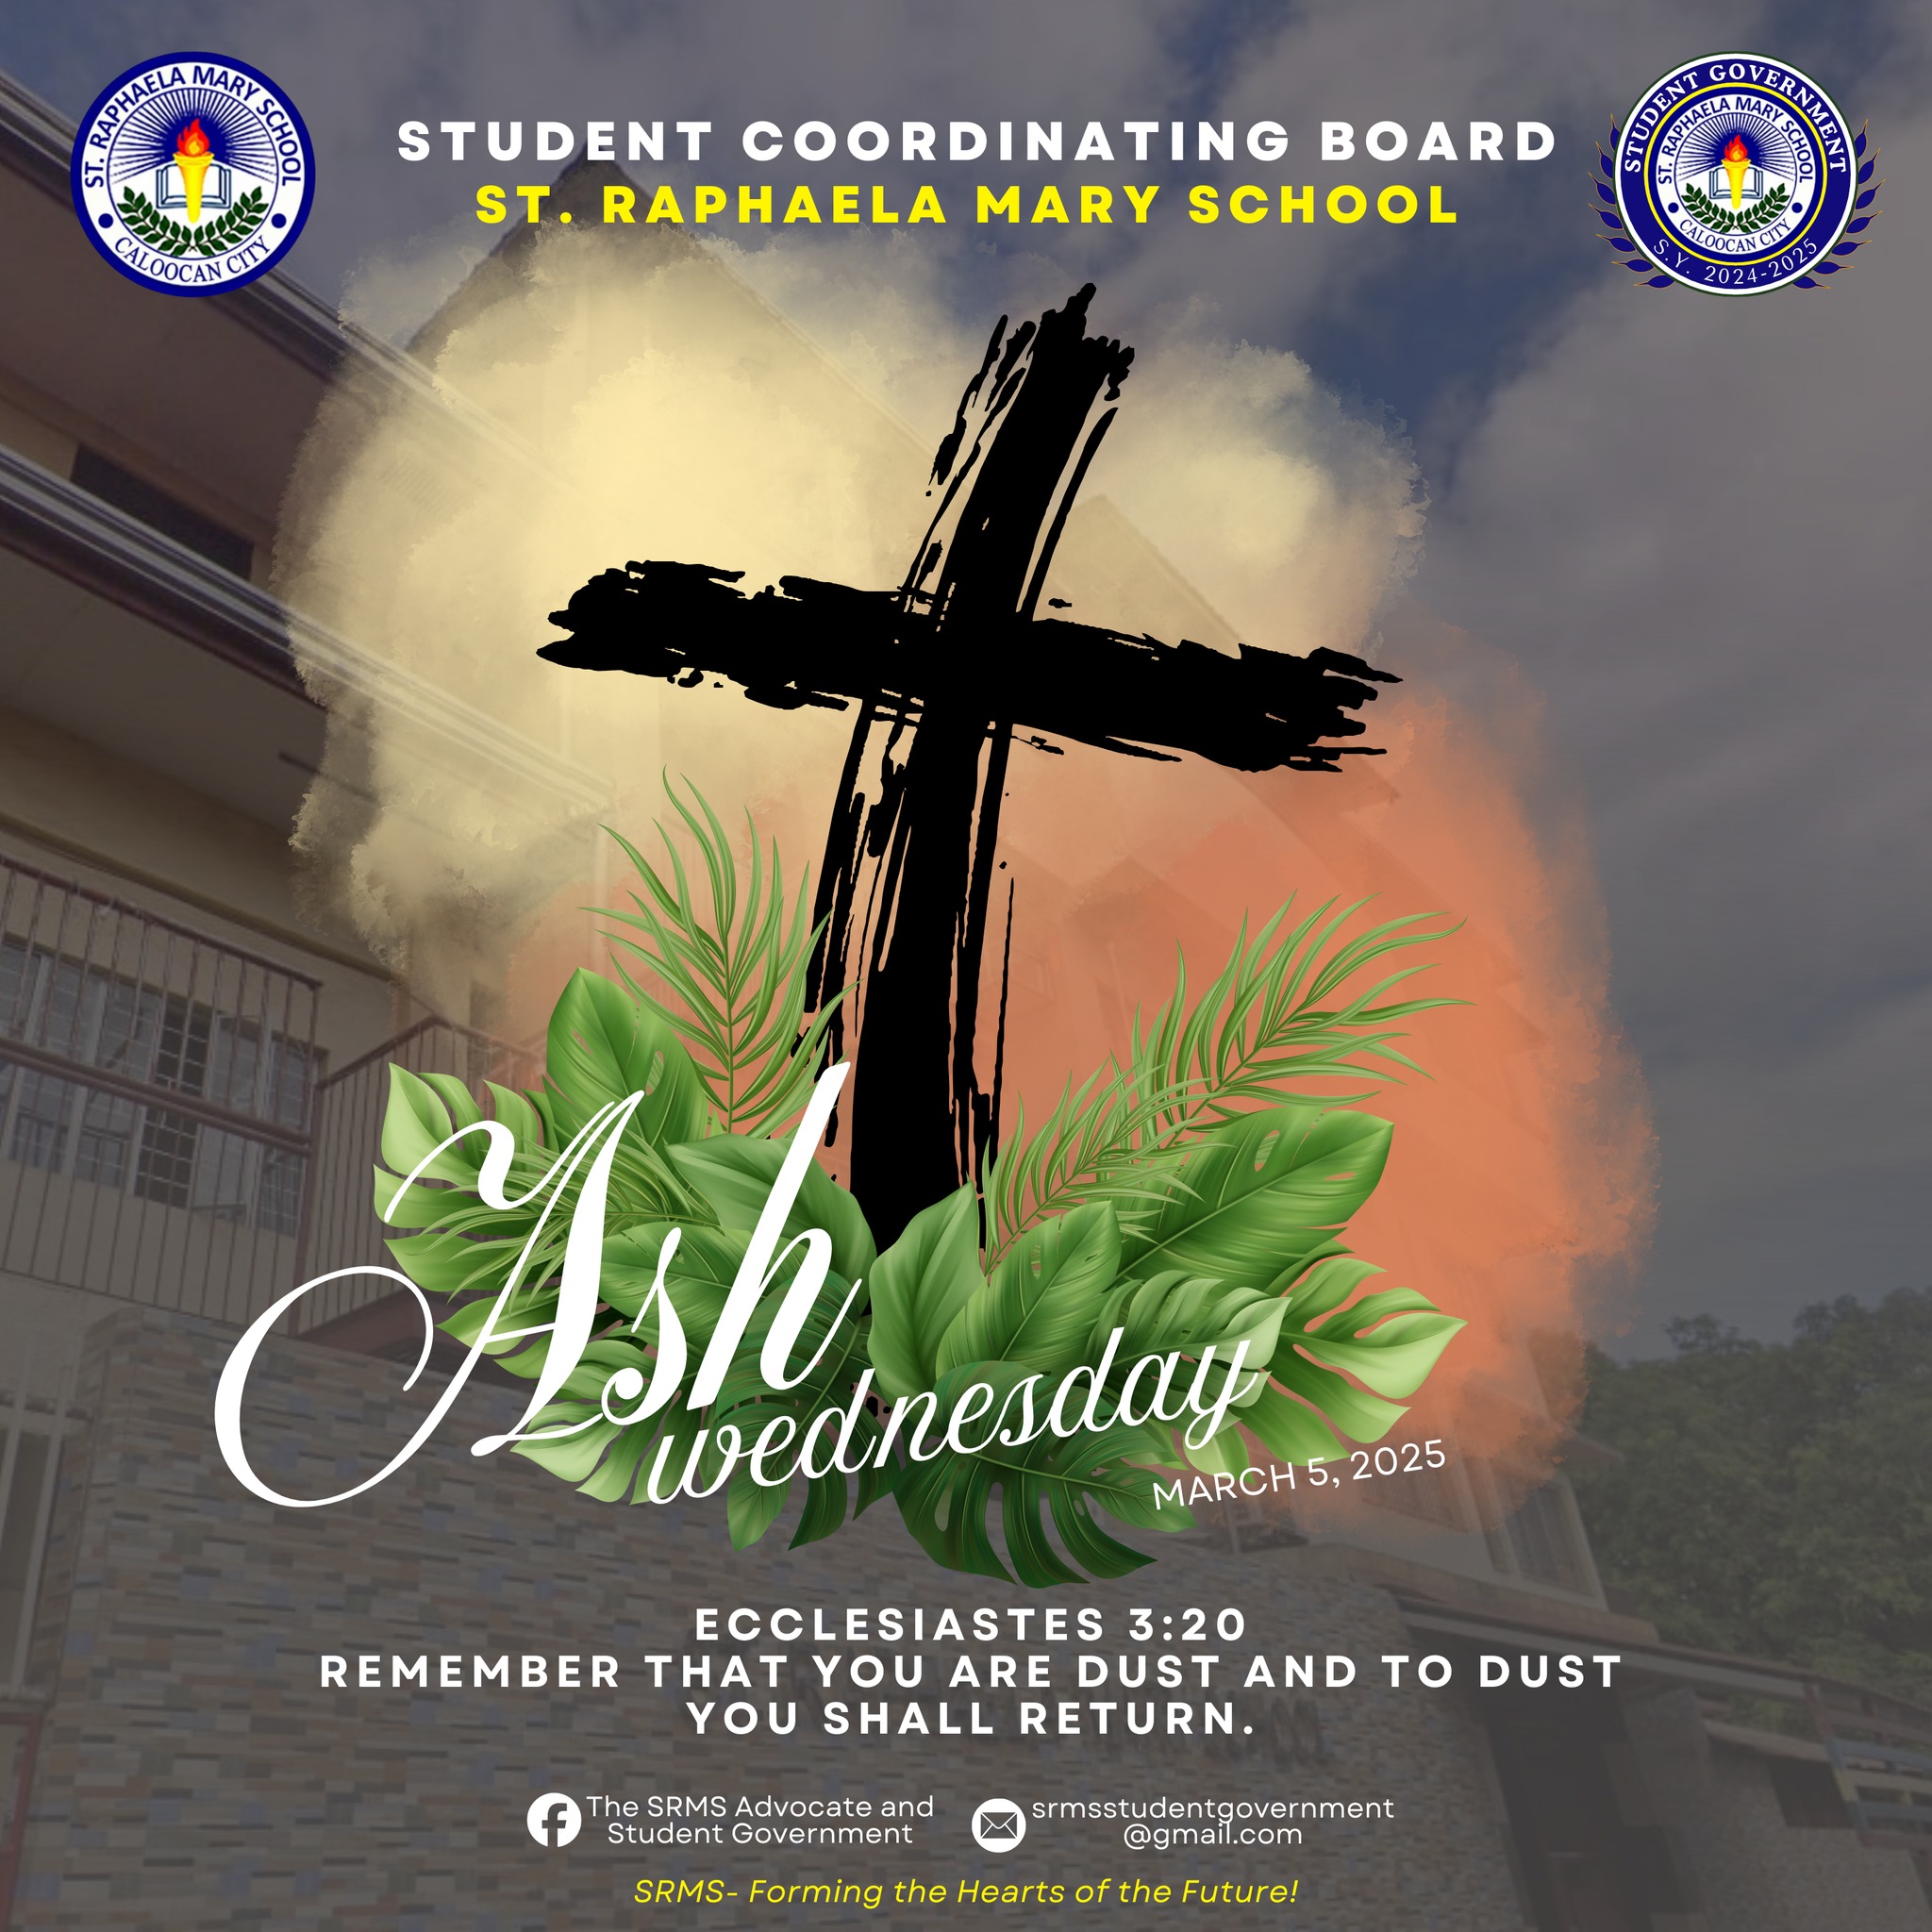 ST. RAPHAELA MARY SCHOOL
CALOOCAN CITY
STUDENT COORDINATING BOARD
ST. RAPHAELA MARY SCHOOL
STUDENT GOVERNMENT
ST. RAPHAELA MARY SCHOOL
CALOOCAN CITY
S.Y. 2024-2025
Ash
wednesday
MARCH 5, 2025
ECCLESIASTES 3:20
REMEMBER THAT YOU ARE DUST AND TO DUST
YOU SHALL RETURN.
The SRMS Advocate and
Student Government
srmsstudentgovernment
@gmail.com
SRMS- Forming the Hearts of the Future!